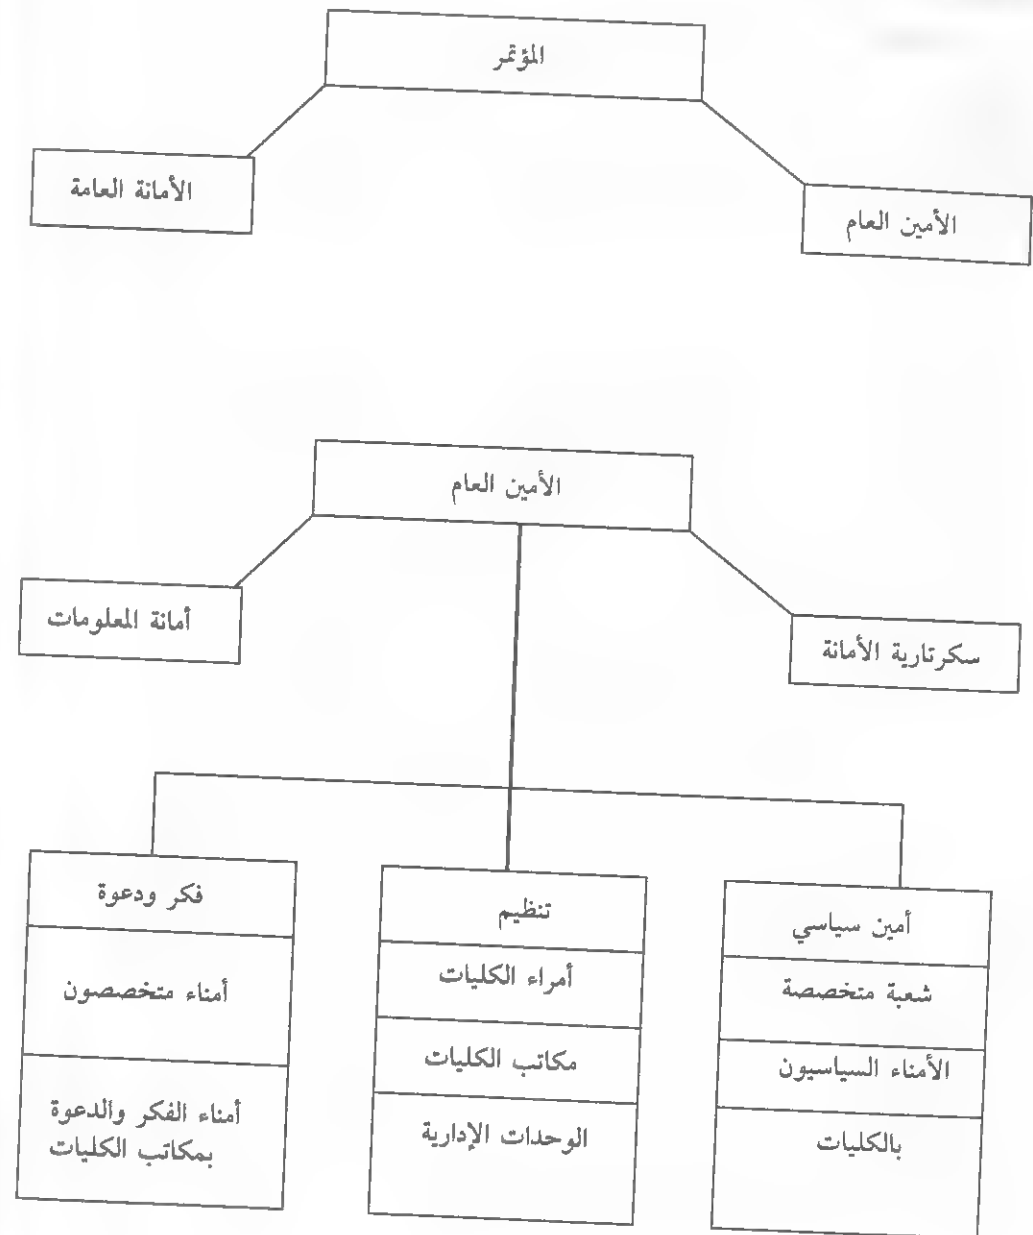 المؤتمر
الأمين العام
الأمانة العامة
الأمين العام
سكرتارية الأمانة
أمانة المعلومات
أمين سياسي
شعبة متخصصة
الأمناء السياسيون
بالكليات
تنظيم
أمراء الكليات
مكاتب الكليات
الوحدات الإدارية
فكر ودعوة
أمناء متخصصون
أمناء الفكر والدعوة
بمكاتب الكليات